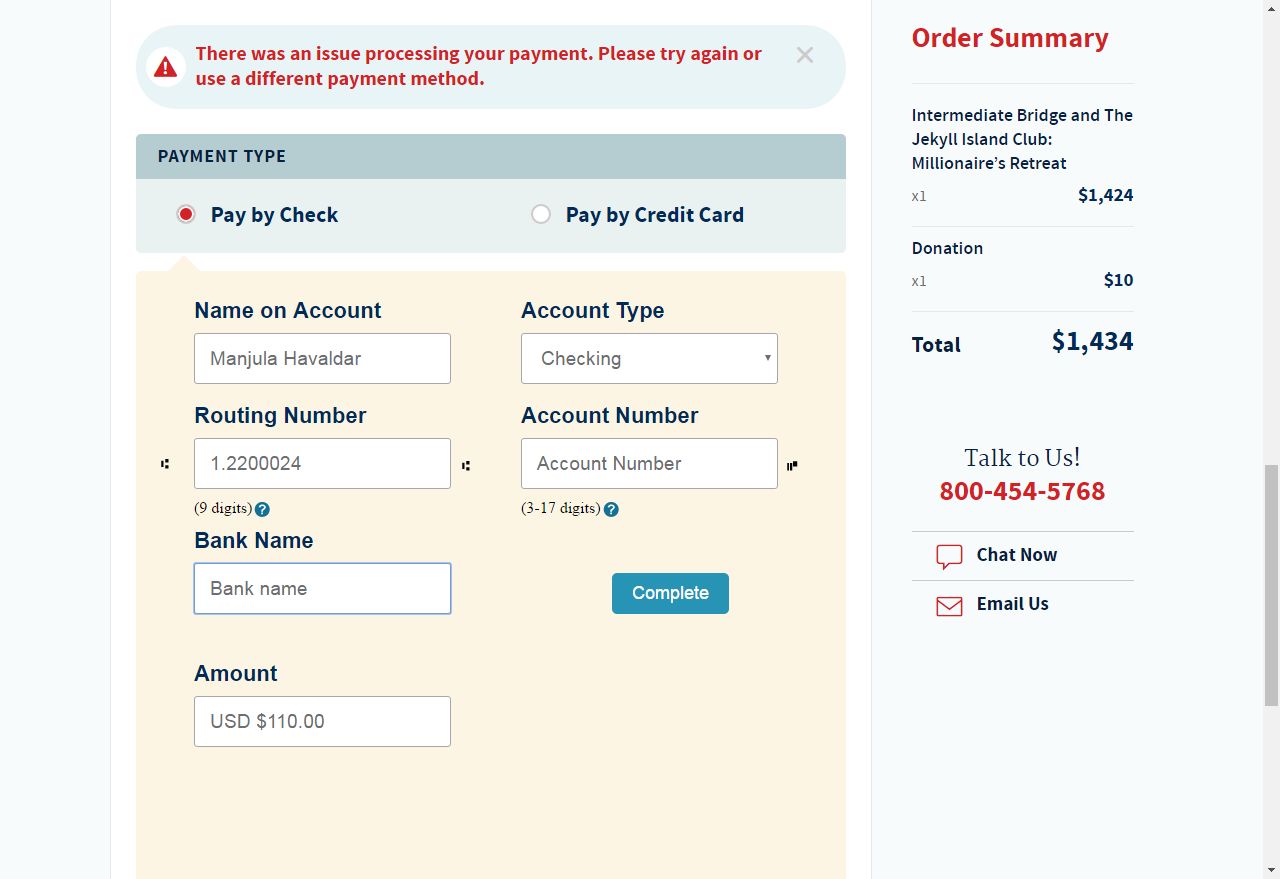 There was an issue processing your payment. Please try again or
use a different payment method.
PAYMENT TYPE
Pay by Check
Pay by Credit Card
Name on Account
Account Type
Manjula Havaldar
Checking
Routing Number
Account Number
1.2200024
Account Number
(9 digits)
(3-17 digits)
Bank Name
Bank name
Complete
Amount
USD $110.00
Order Summary
Intermediate Bridge and The
Jekyll Island Club:
Millionaire’s Retreat
x1 $1,424
Donation
x1 $10
Total $1,434
Talk to Us!
800-454-5768
Chat Now
Email Us